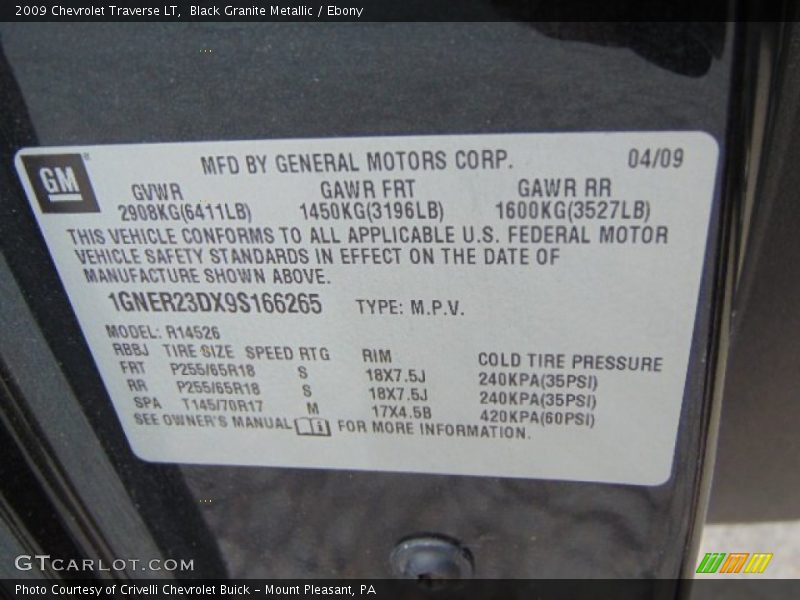 2009 Chevrolet Traverse LT, Black Granite Metallic / Ebony
GM
MFD BY GENERAL MOTORS CORP. 04/09
GVWR GAWR FRT GAWR RR
2908KG(6411LB) 1450KG(3196LB) 1600KG(3527LB)
THIS VEHICLE CONFORMS TO ALL APPLICABLE U.S. FEDERAL MOTOR
VEHICLE SAFETY STANDARDS IN EFFECT ON THE DATE OF
MANUFACTURE SHOWN ABOVE.
1GNER23DX9S166265 TYPE: M.P.V.
MODEL: R14526
RBBJ TIRE SIZE SPEED RTG RIM COLD TIRE PRESSURE
FRT P255/65R18 S 18X7.5J 240KPA(35PSI)
RR P255/65R18 S 18X7.5J 240KPA(35PSI)
SPA T145/70R17 M 17X4.5B 420KPA(60PSI)
SEE OWNER'S MANUAL FOR MORE INFORMATION.
GTCARLOT.COM
Photo Courtesy of Crivelli Chevrolet Buick - Mount Pleasant, PA